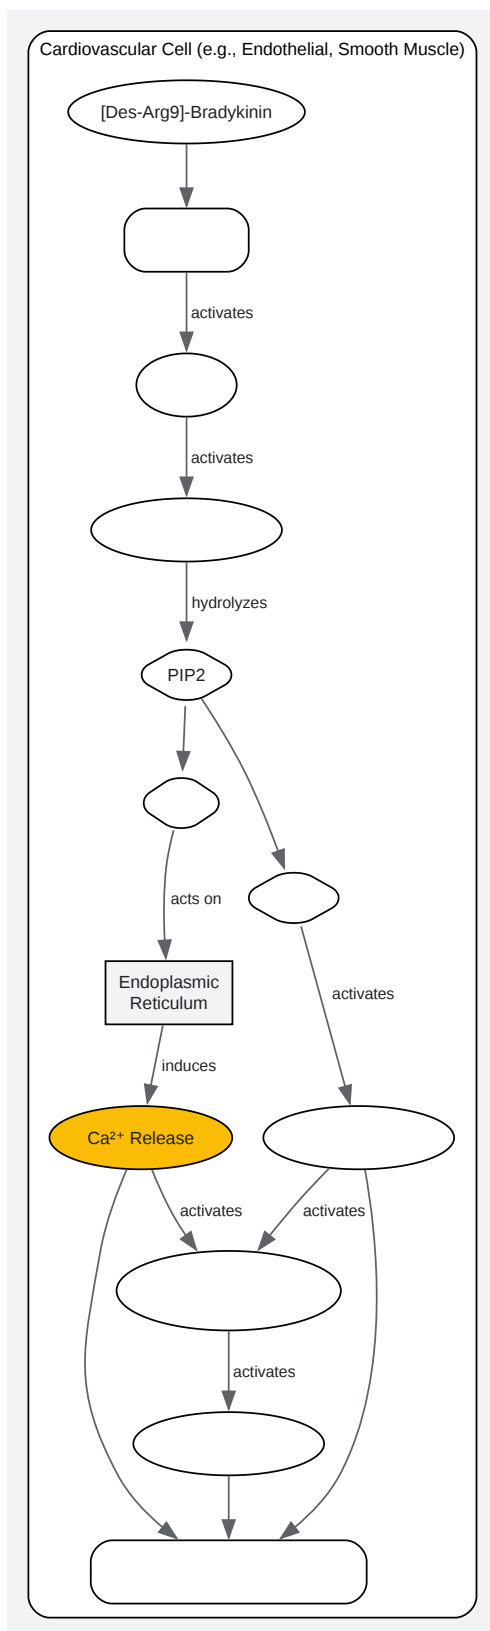 Cardiovascular Cell (e.g., Endothelial, Smooth Muscle)
[Des-Arg9]-Bradykinin
activates
activates
hydrolyzes
PIP2
acts on
Endoplasmic
Reticulum
activates
induces
Ca²⁺ Release
activates
activates
activates